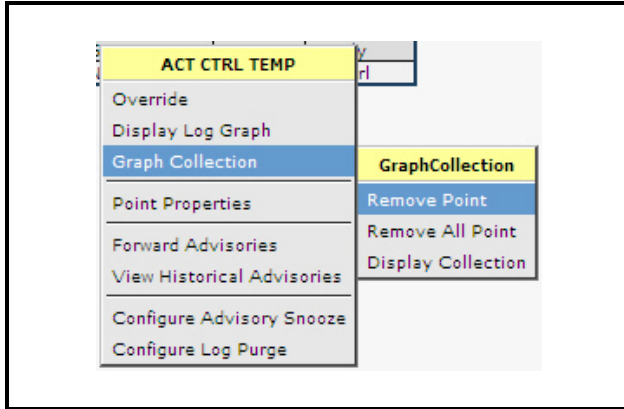 ACT CTRL TEMP
Override
Display Log Graph
Graph Collection
Point Properties
Forward Advisories
View Historical Advisories
Configure Advisory Snooze
Configure Log Purge
GraphCollection
Remove Point
Remove All Point
Display Collection